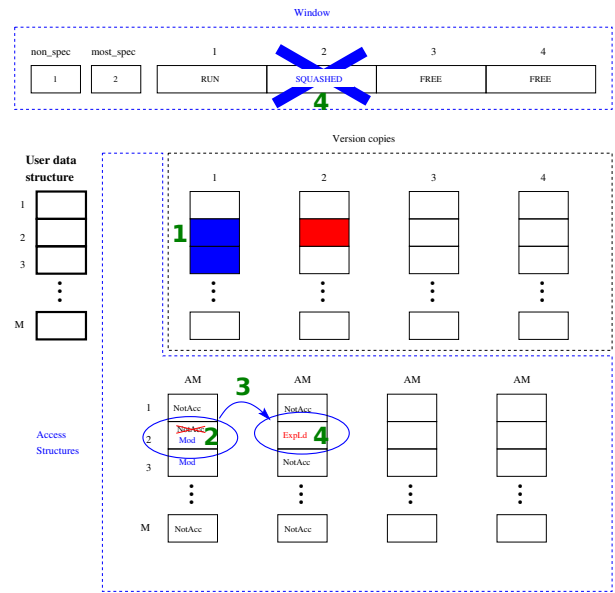 Window
non_spec most_spec 1 2 3 4
1 2 RUN SQUASHED FREE FREE
4
Version copies
User data
structure
1 2 3 4
1
2
3
M
1
AM AM AM AM
3
1 NotAcc NotAcc
NotAcc
2 Mod 2 ExpLd 4
3 Mod NotAcc
M NotAcc NotAcc
Access
Structures